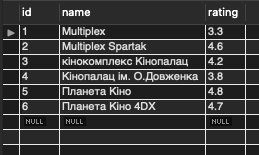 id name rating
1 Multiplex 3.3
2 Multiplex Spartak 4.6
3 кінокомплекс Кінопалац 4.2
4 Кінопалац ім. О.Довженка 3.8
5 Планета Кіно 4.8
6 Планета Кіно 4DX 4.7
NULL NULL NULL